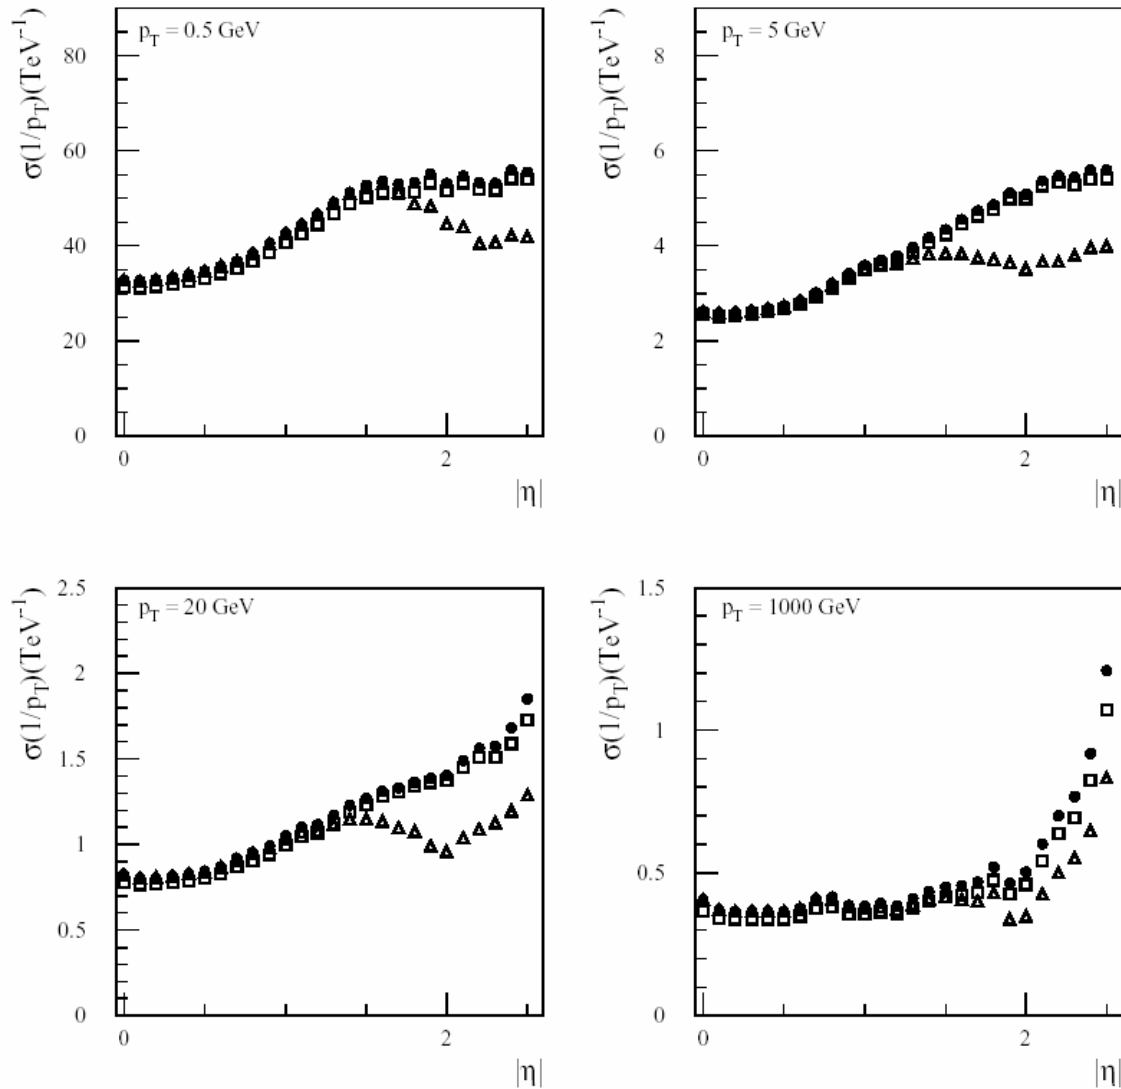 p_T = 0.5 GeV
σ(1/p_T)(TeV^-1)
80
60
40
20
0
0
2
|η|
p_T = 5 GeV
σ(1/p_T)(TeV^-1)
8
6
4
2
0
0
2
|η|
p_T = 20 GeV
σ(1/p_T)(TeV^-1)
2.5
2
1.5
1
0.5
0
0
2
|η|
p_T = 1000 GeV
σ(1/p_T)(TeV^-1)
1.5
1
0.5
0
0
2
|η|